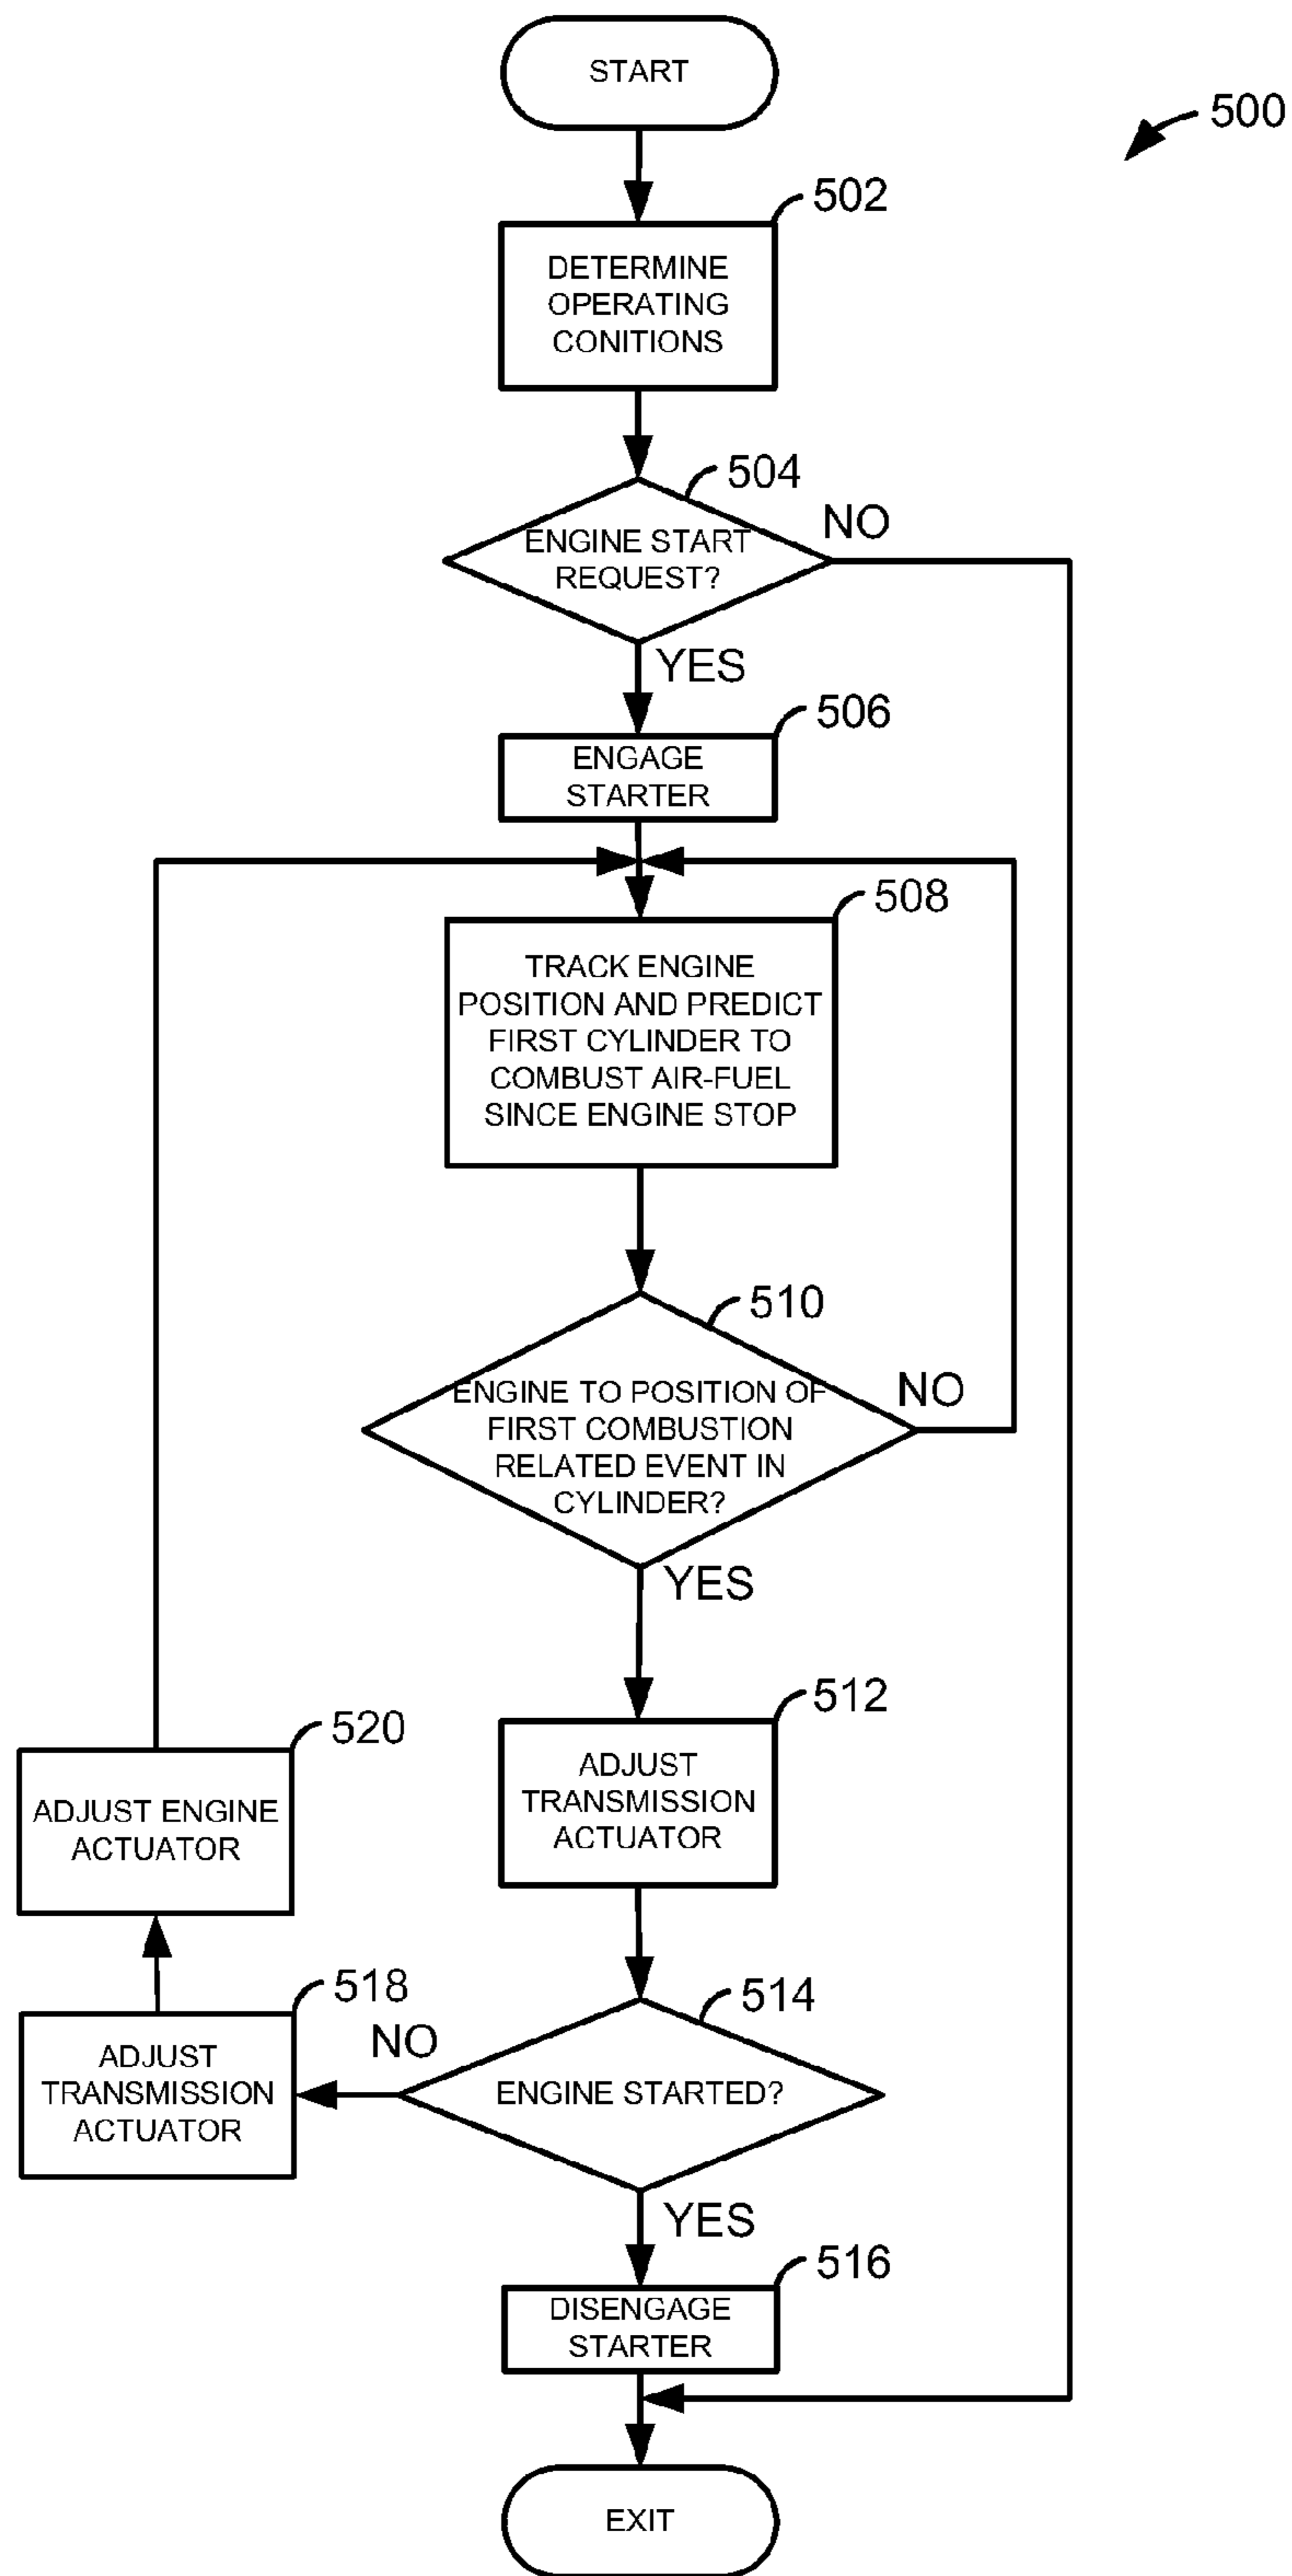 START
500
502
DETERMINE
OPERATING
CONITIONS
504
NO
ENGINE START
REQUEST?
YES
506
ENGAGE
STARTER
508
TRACK ENGINE
POSITION AND PREDICT
FIRST CYLINDER TO
COMBUST AIR-FUEL
SINCE ENGINE STOP
510
ENGINE TO POSITION OF
FIRST COMBUSTION
RELATED EVENT IN
CYLINDER?
NO
YES
512
ADJUST
TRANSMISSION
ACTUATOR
520
ADJUST ENGINE
ACTUATOR
518
ADJUST
TRANSMISSION
ACTUATOR
NO
514
ENGINE STARTED?
YES
516
DISENGAGE
STARTER
EXIT